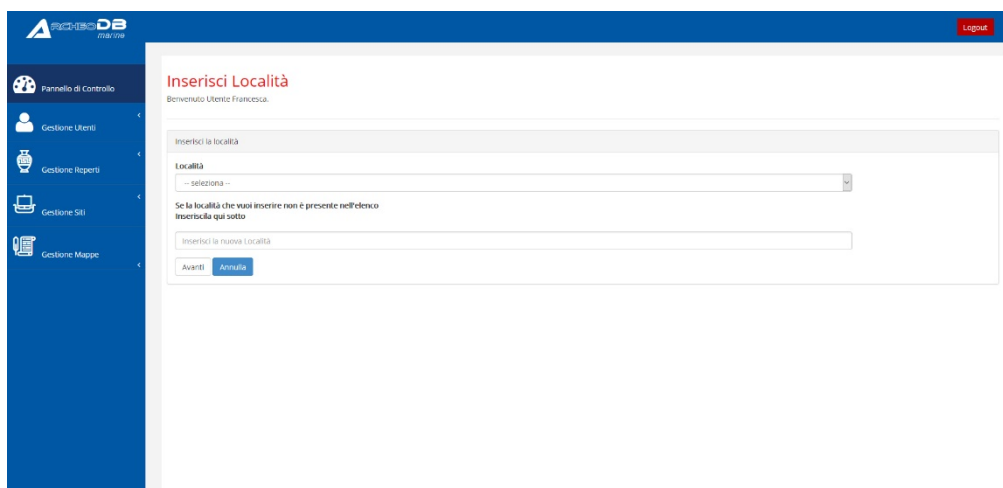 ARCHEODB
marine
Logout
Pannello di Controllo
Gestione Utenti
Gestione Reperti
Gestione Siti
Gestione Mappe
Inserisci Località
Benvenuto Utente Francesca.
Inserisci la località
Località
-- seleziona --
Se la località che vuoi inserire non è presente nell'elenco
Inseriscila qui sotto
Inserisci la nuova Località
Avanti
Annulla